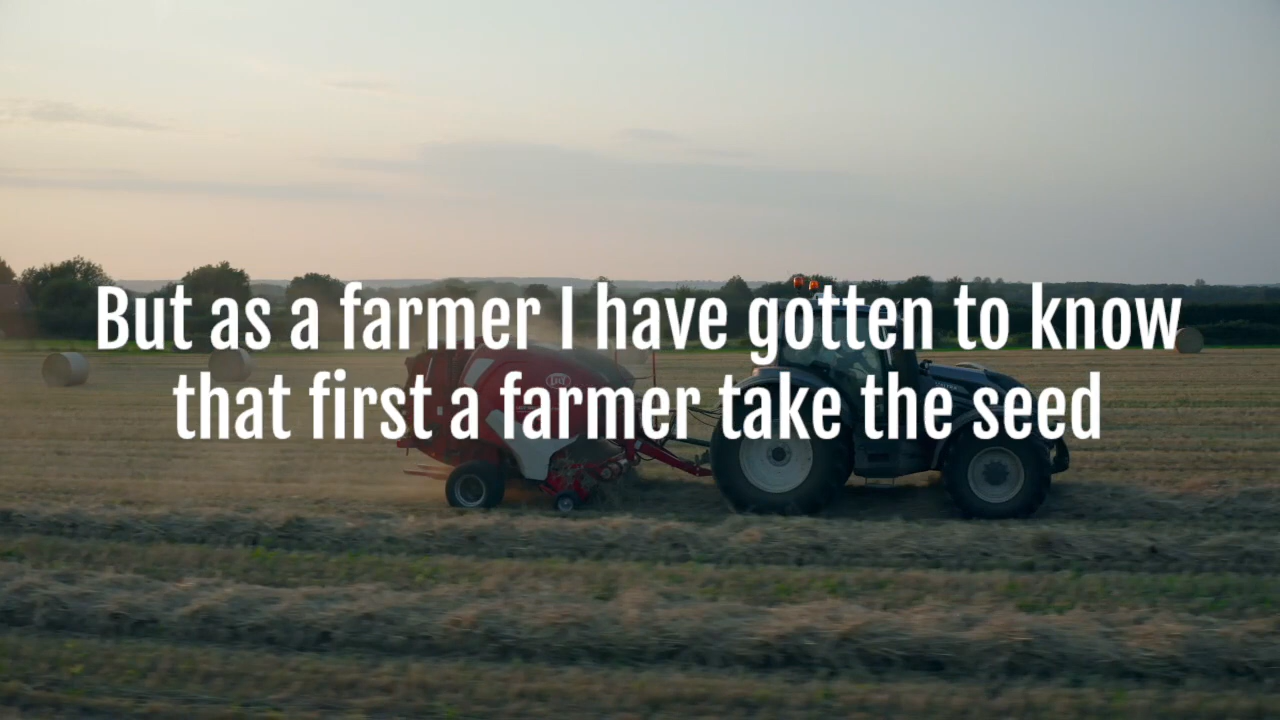 But as a farmer I have gotten to know
that first a farmer take the seed